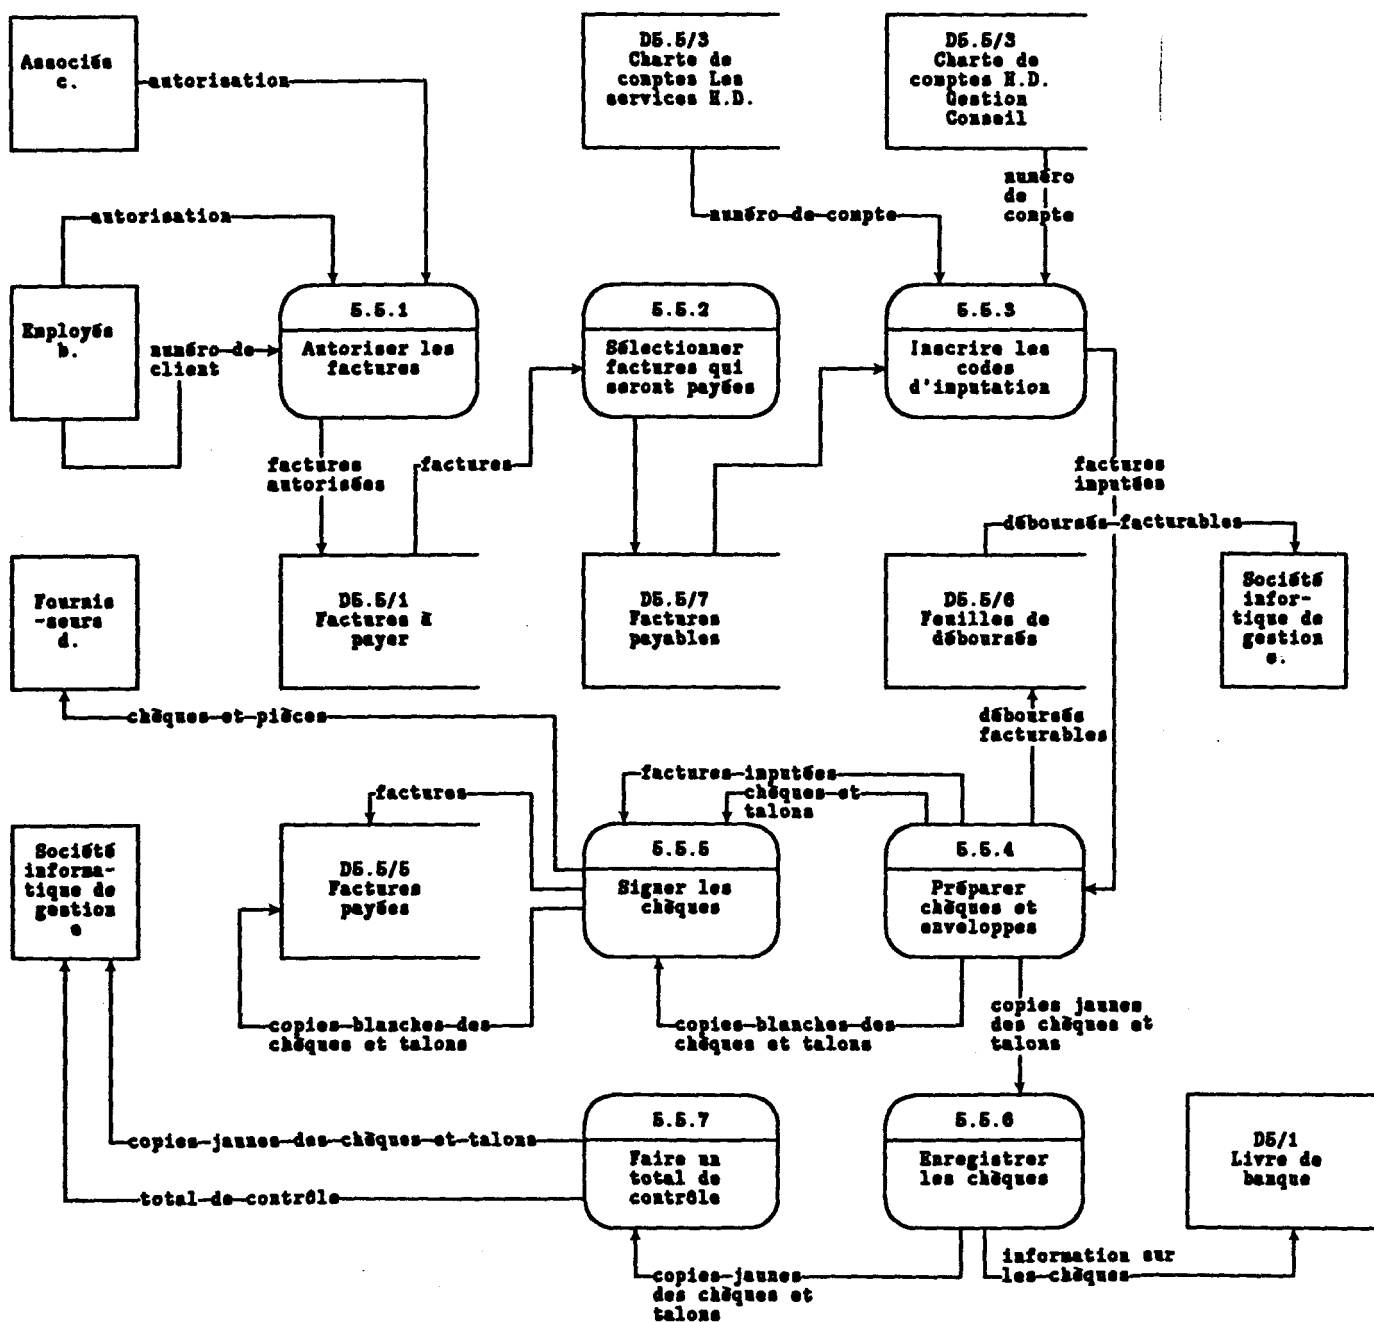 Associés
c.
autorisation
D5.5/3
Charte de
comptes Les
services H.D.
D5.5/3
Charte de
comptes H.D.
Gestion
Conseil
numéro
de
compte
autorisation
numéro de compte
Employés
b.
numéro de
client
5.5.1
Autoriser les
factures
5.5.2
Sélectionner
factures qui
seront payées
5.5.3
Inscrire les
codes
d'imputation
factures
autorisées
factures
factures
imputées
déboursés facturables
Fournis
-seurs
d.
D5.5/1
Factures à
payer
D5.5/7
Factures
payables
D5.5/6
Feuilles de
déboursés
Société
infor-
tique de
gestion
e.
chèques et pièces
déboursés
facturables
factures imputées
chèques et
talons
factures
Société
informa-
tique de
gestion
e
D5.5/5
Factures
payées
5.5.5
Signer les
chèques
5.5.4
Préparer
chèques et
enveloppes
copies blanches des
chèques et talons
copies blanches des
chèques et talons
copies jaunes
des chèques et
talons
5.5.7
Faire un
total de
contrôle
5.5.6
Enregistrer
les chèques
D5/1
Livre de
banque
copies jaunes des chèques et talons
total de contrôle
copies jaunes
des chèques et
talons
information sur
les chèques